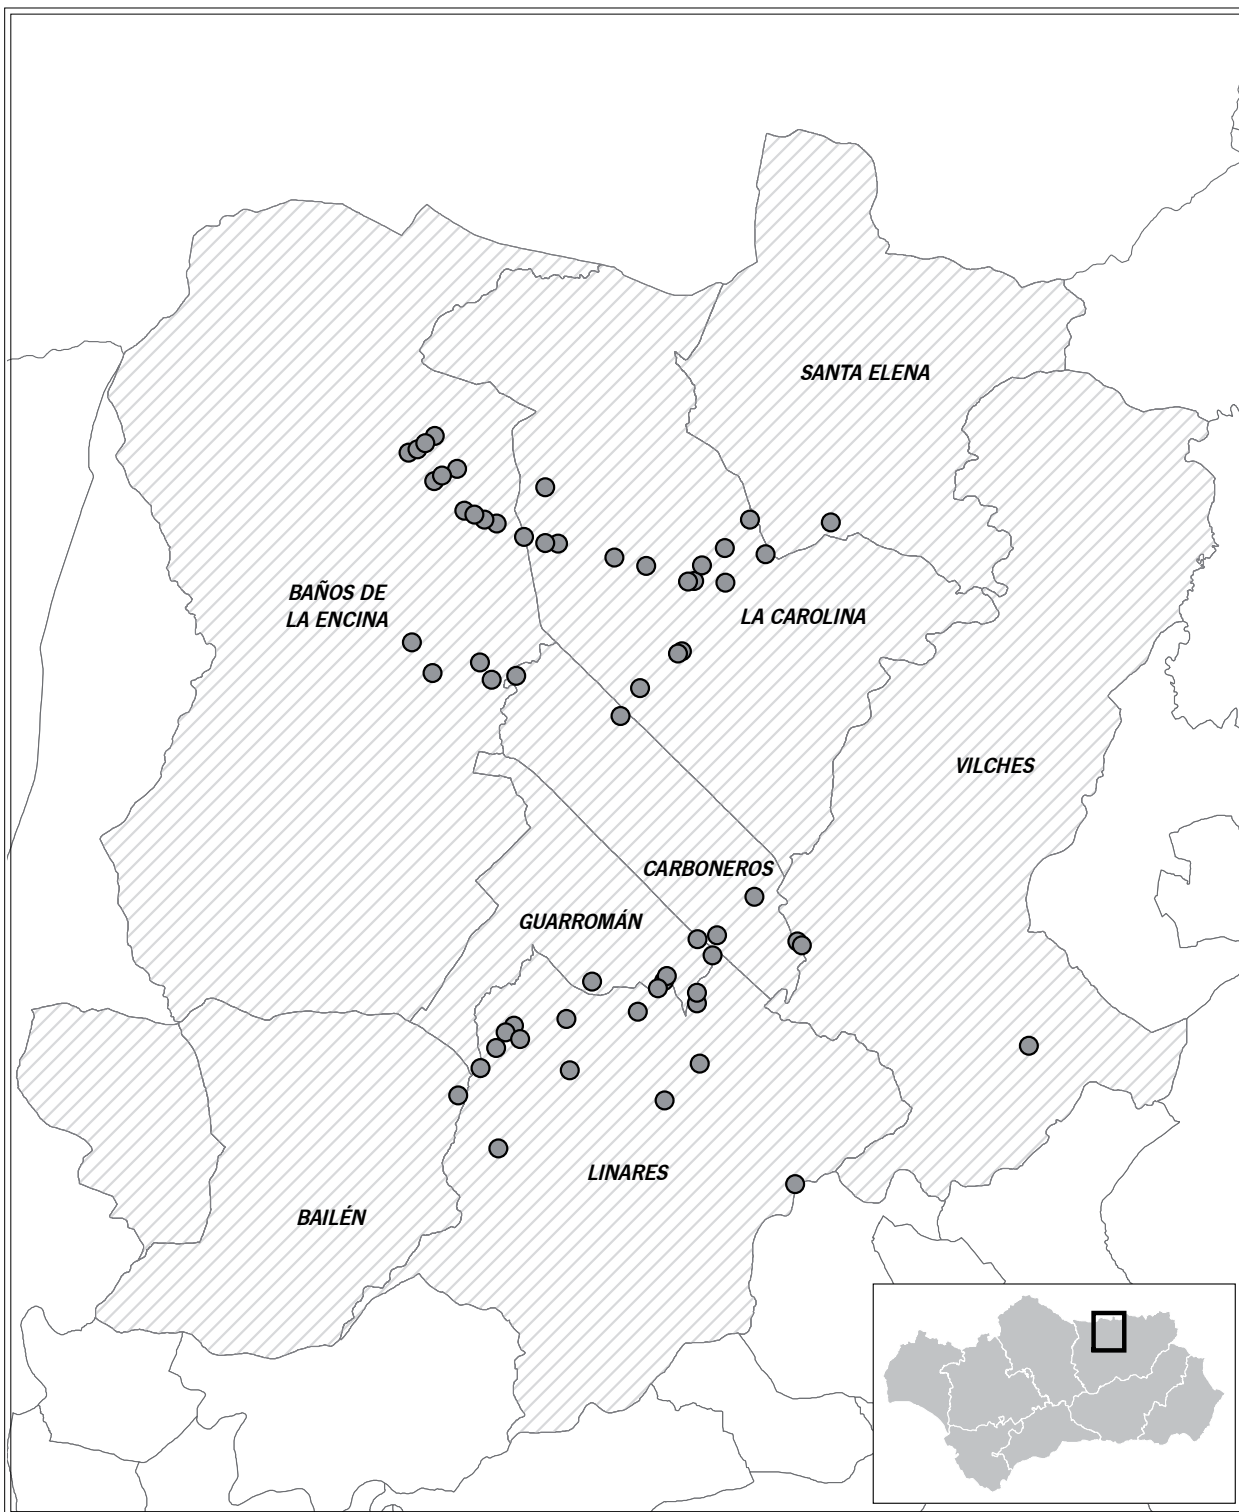 SANTA ELENA
BAÑOS DE
LA ENCINA
LA CAROLINA
VILCHES
CARBONEROS
GUARROMÁN
LINARES
BAILÉN